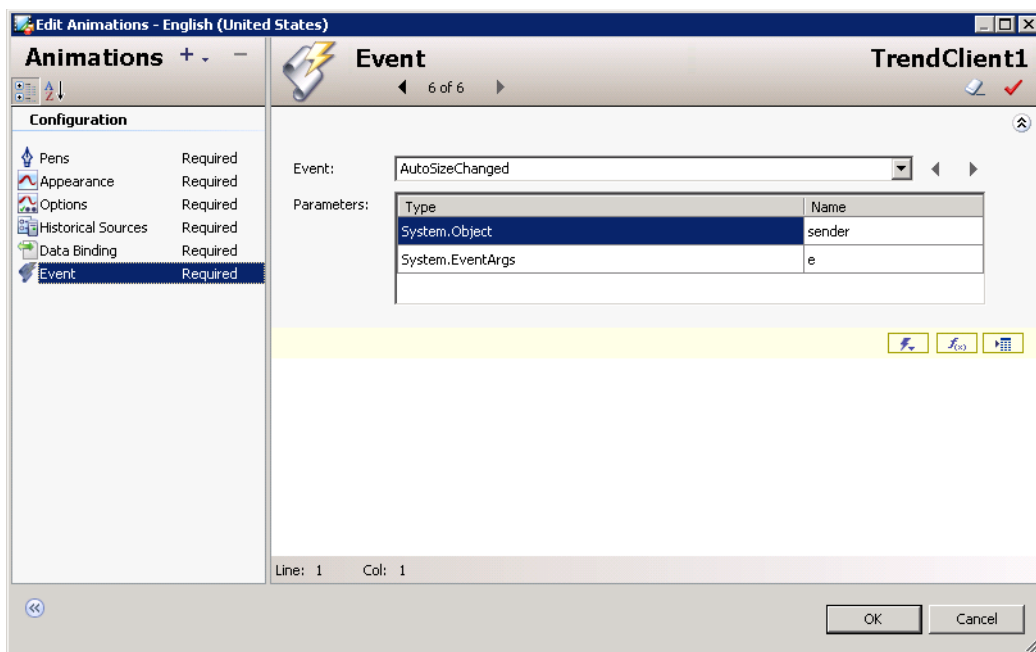 Edit Animations - English (United States)
Animations
Event
TrendClient1
6 of 6
Configuration
Pens Required
Appearance Required
Options Required
Historical Sources Required
Data Binding Required
Event Required
Event: AutoSizeChanged
Parameters: Type Name
System.Object sender
System.EventArgs e
f(x)
Line: 1 Col: 1
OK Cancel